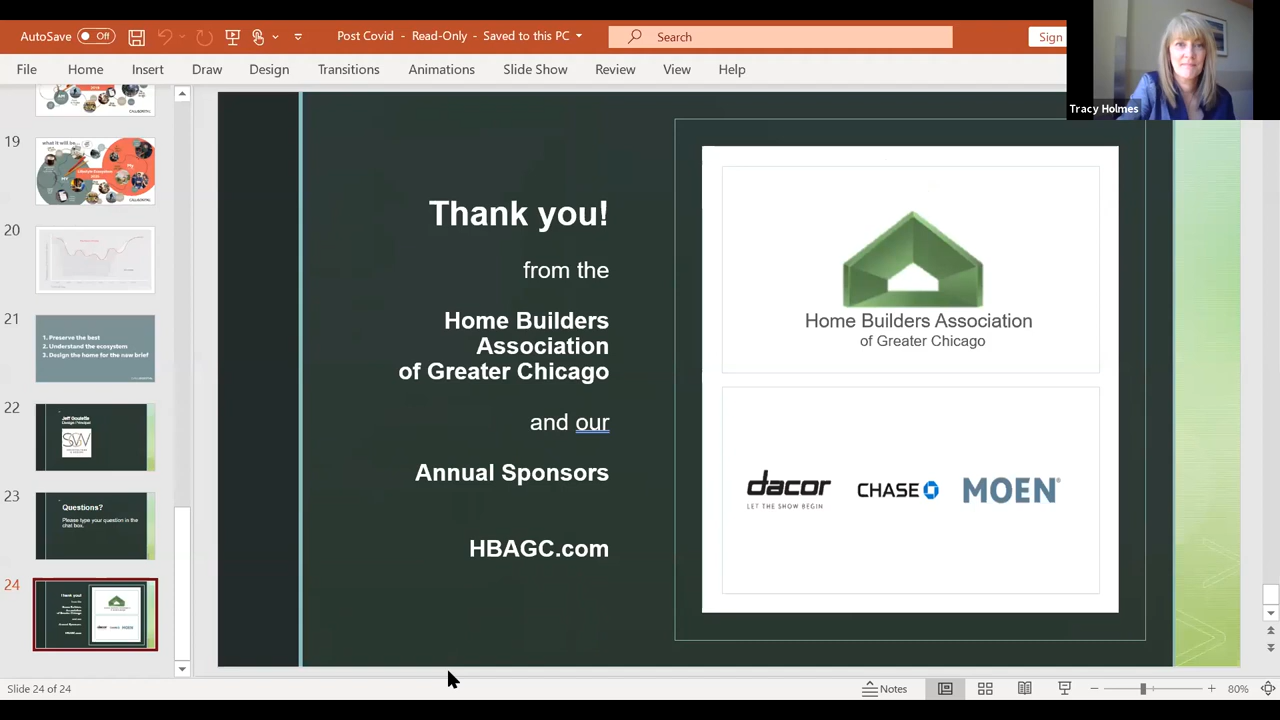 AutoSave Off
Post Covid - Read-Only - Saved to this PC
Search
Sign
Tracy Holmes
File Home Insert Draw Design Transitions Animations Slide Show Review View Help
19
what it will be...
20
21
1. Preserve the best
2. Understand the ecosystem
3. Design the home for the new brief
22
Jeff Goulette
Design Principal
23
Questions?
Please type your question in the
chat box.
24
Thank you!
from the
Home Builders
Association
of Greater Chicago
and our
Annual Sponsors
HBAGC.com
Home Builders Association
of Greater Chicago
dacor
LET THE SHOW BEGIN
CHASE
MOEN®
Slide 24 of 24
Notes
80%